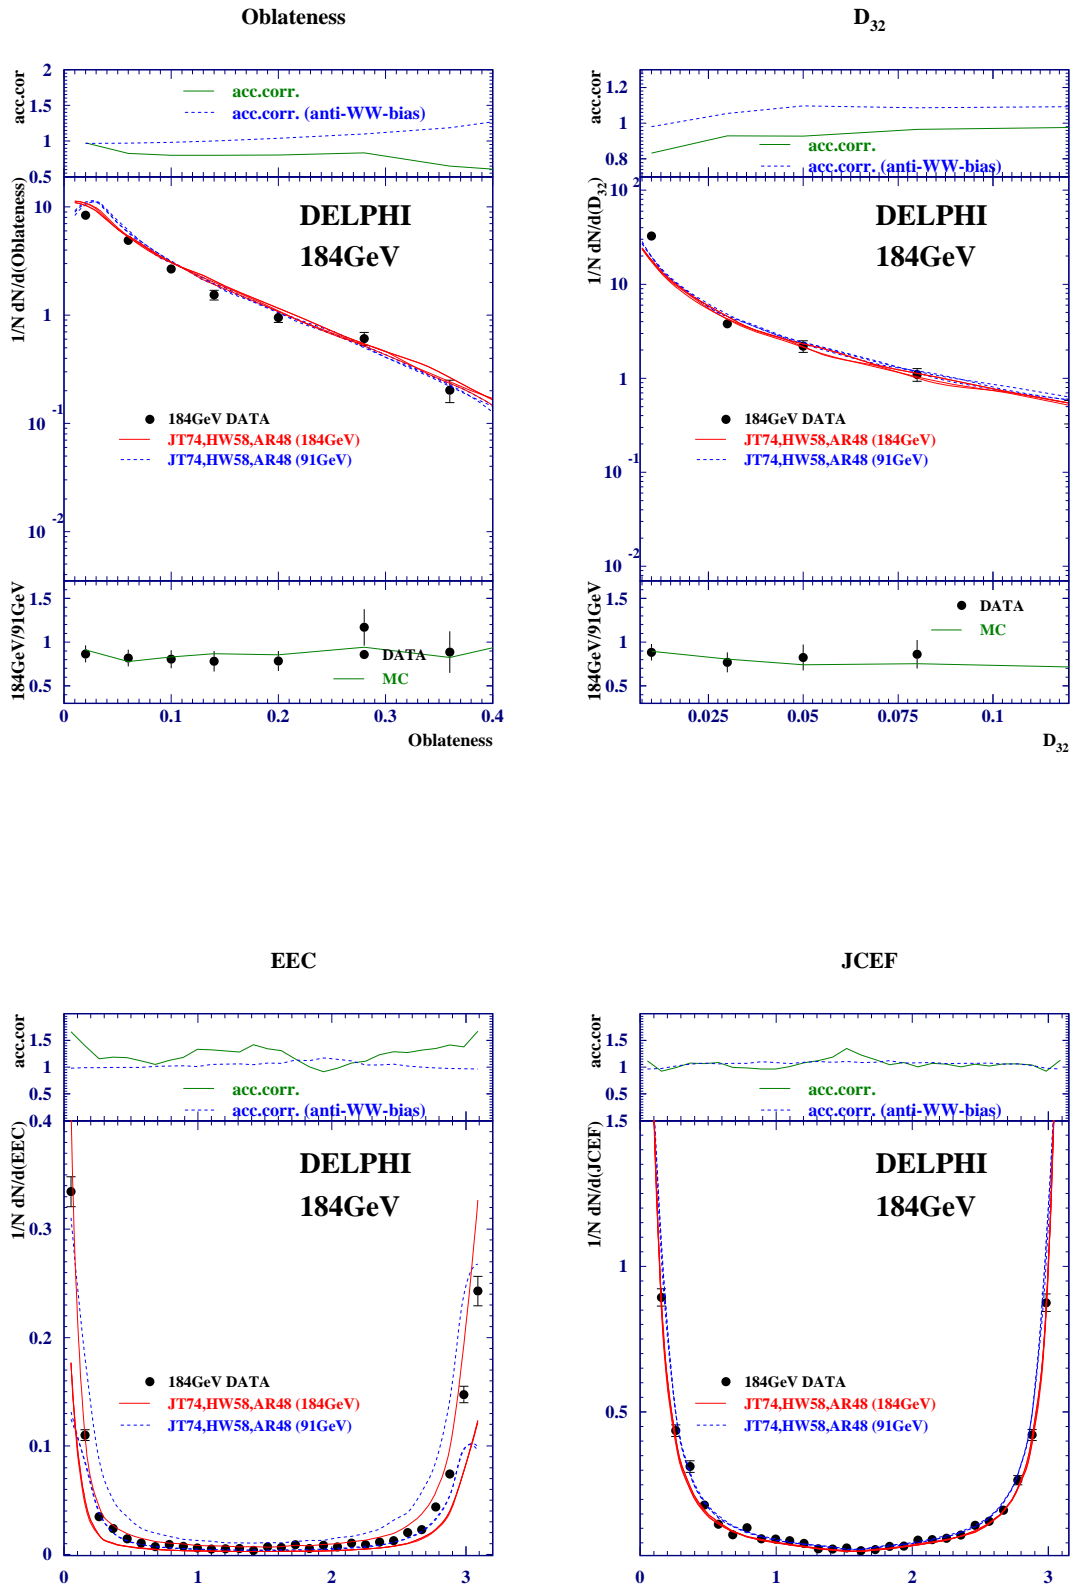 Oblateness
acc.cor
2
1.5
1
0.5
acc.corr.
acc.corr. (anti-WW-bias)
1/N dN/d(Oblateness)
10
1
10 -1
10 -2
DELPHI
184GeV
184GeV DATA
JT74,HW58,AR48 (184GeV)
JT74,HW58,AR48 (91GeV)
184GeV/91GeV
1.5
1
0.5
DATA
MC
0 0.1 0.2 0.3 0.4
Oblateness
D32
acc.cor
1.2
1
0.8
acc.corr.
acc.corr. (anti-WW-bias)
1/N dN/d(D32)
10 2
10
1
10 -1
10 -2
DELPHI
184GeV
184GeV DATA
JT74,HW58,AR48 (184GeV)
JT74,HW58,AR48 (91GeV)
184GeV/91GeV
1.5
1
0.5
DATA
MC
0.025 0.05 0.075 0.1
D32
EEC
acc.cor
1.5
1
0.5
acc.corr.
acc.corr. (anti-WW-bias)
1/N dN/d(EEC)
0.4
0.3
0.2
0.1
0
DELPHI
184GeV
184GeV DATA
JT74,HW58,AR48 (184GeV)
JT74,HW58,AR48 (91GeV)
0 1 2 3
JCEF
acc.cor
1.5
1
0.5
acc.corr.
acc.corr. (anti-WW-bias)
1/N dN/d(JCEF)
1.5
1
0.5
DELPHI
184GeV
184GeV DATA
JT74,HW58,AR48 (184GeV)
JT74,HW58,AR48 (91GeV)
0 1 2 3